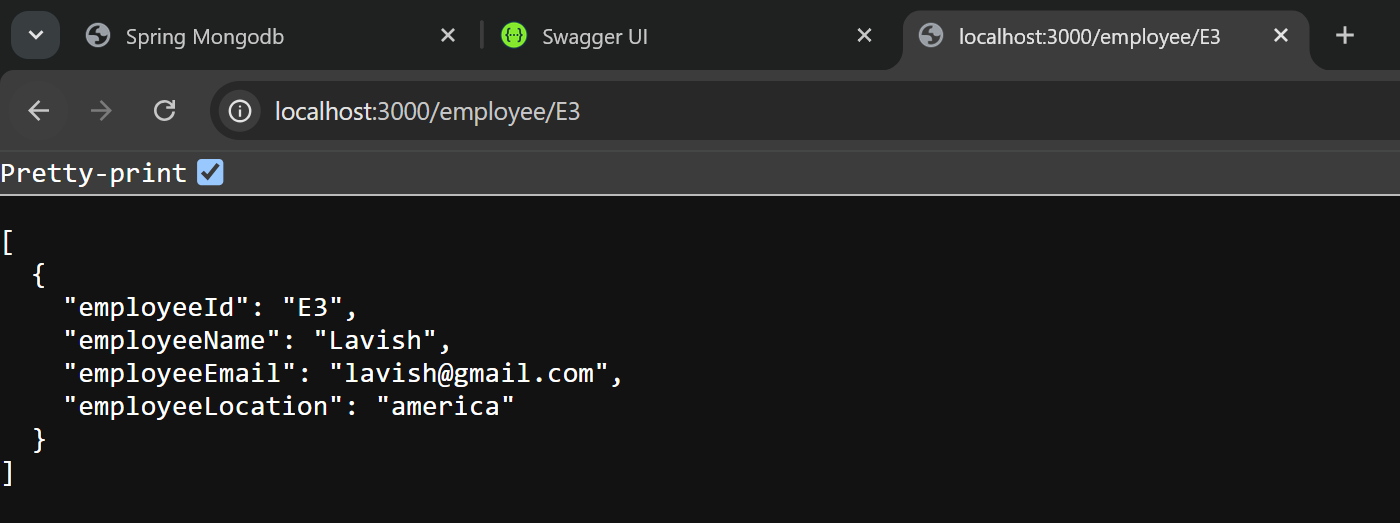 Spring Mongodb
Swagger UI
localhost:3000/employee/E3
localhost:3000/employee/E3
Pretty-print
[
  {
    "employeeId": "E3",
    "employeeName": "Lavish",
    "employeeEmail": "lavish@gmail.com",
    "employeeLocation": "america"
  }
]